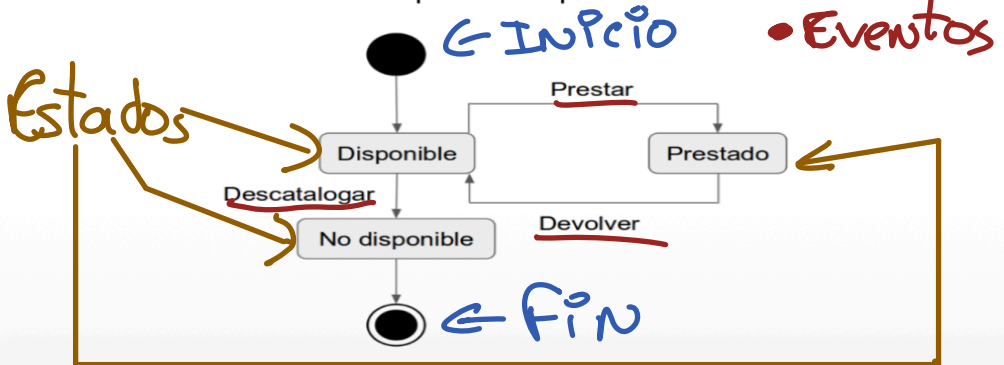 ← Inicio
• Eventos
Estados
Prestar
Disponible
Prestado
Descatalogar
Devolver
No disponible
← Fin